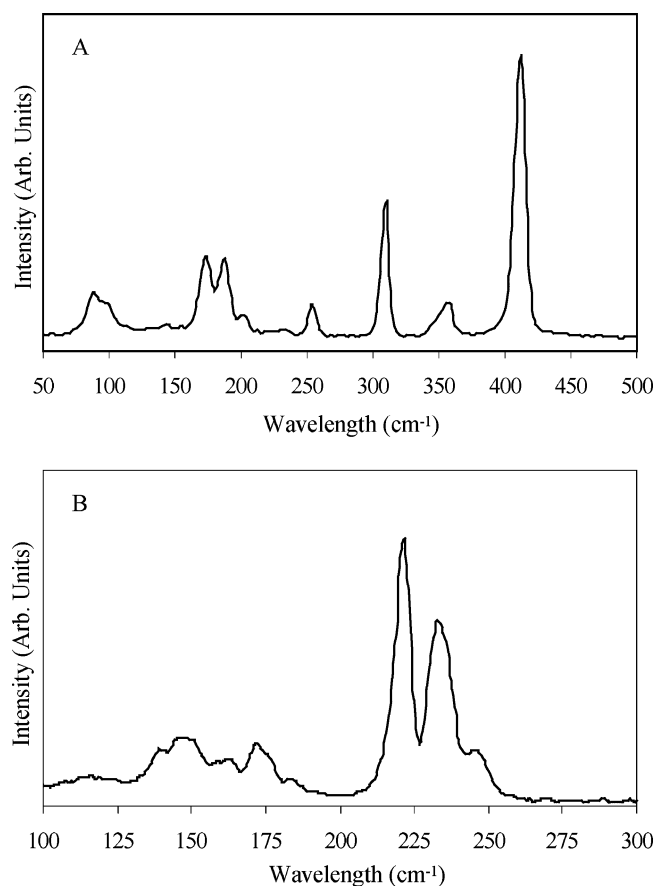 A
Intensity (Arb. Units)
50 100 150 200 250 300 350 400 450 500
Wavelength (cm⁻¹)
B
Intensity (Arb. Units)
100 125 150 175 200 225 250 275 300
Wavelength (cm⁻¹)